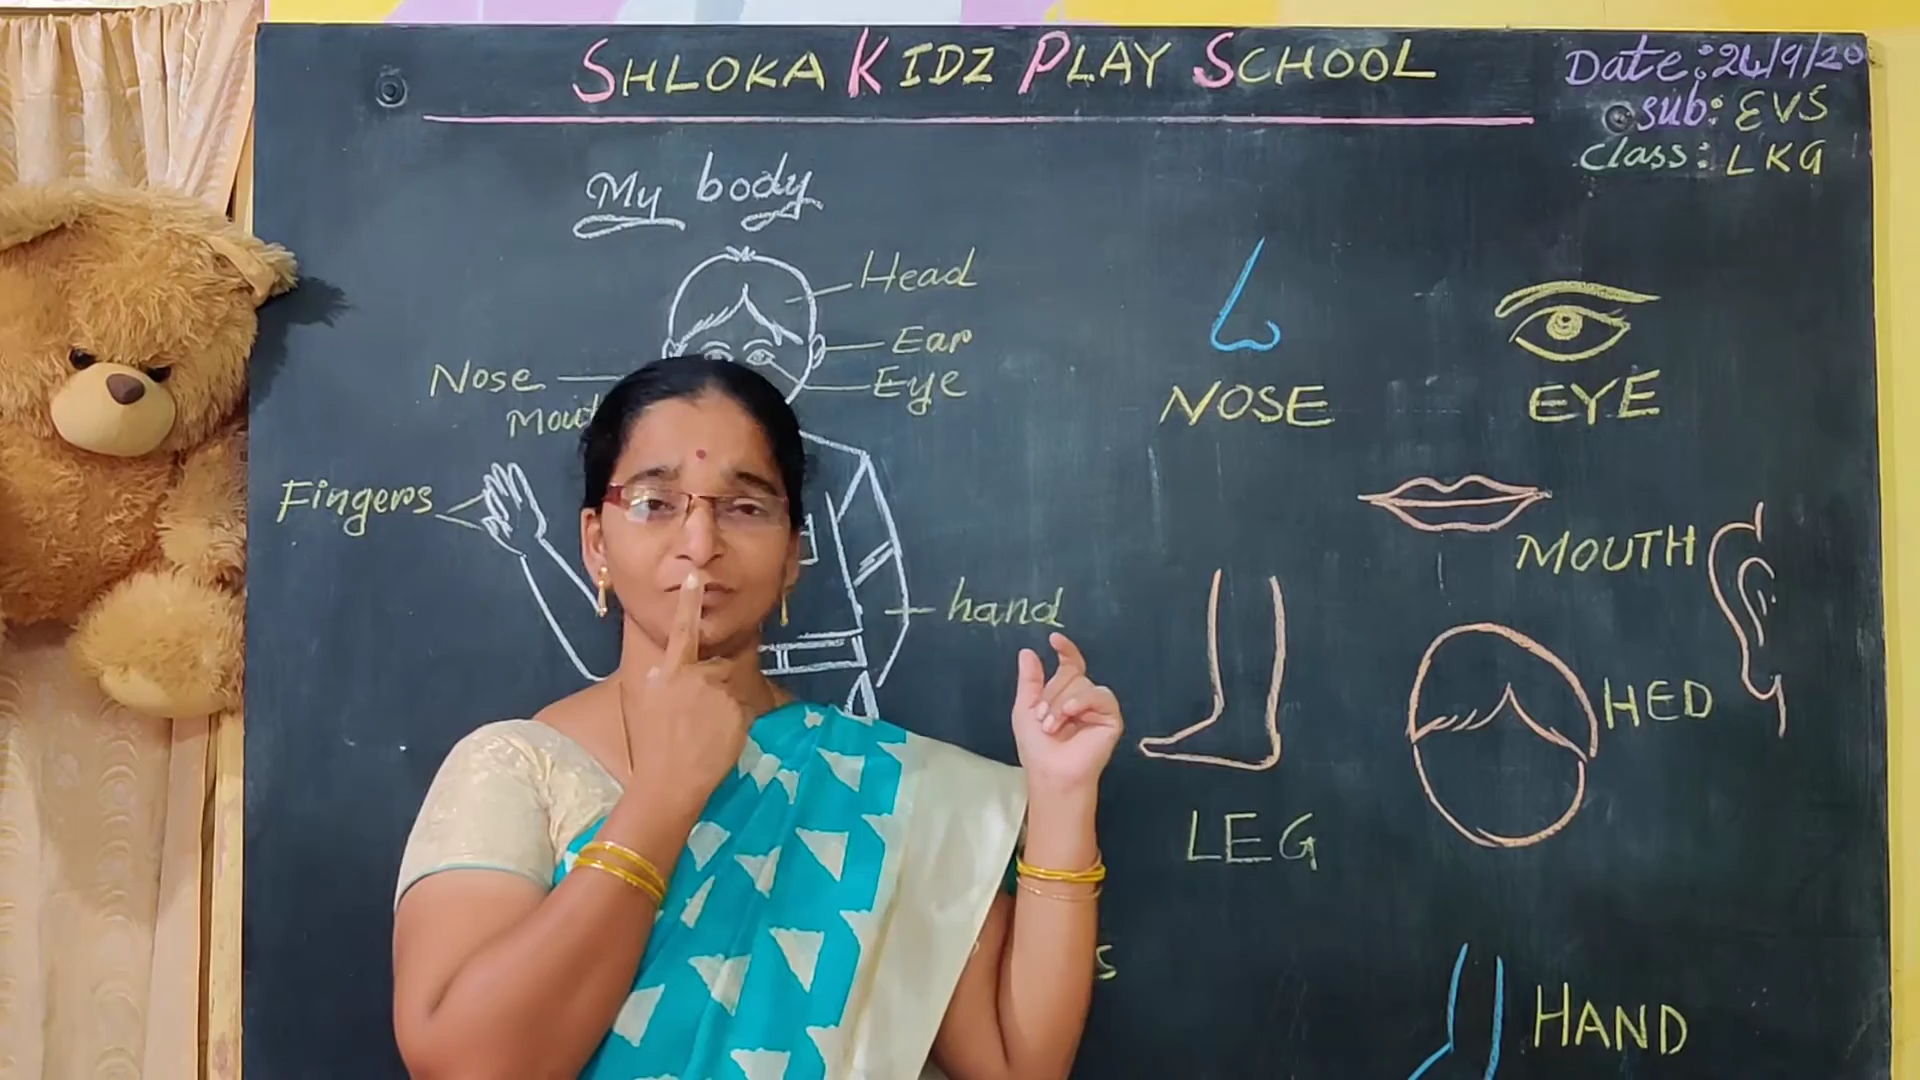 SHLOKA KIDZ PLAY SCHOOL
Date: 24/9/20
Sub: EVS
Class: LKG
My body
Head
Ear
Nose
Eye
Fingers
hand
NOSE
EYE
MOUTH
HED
LEG
HAND